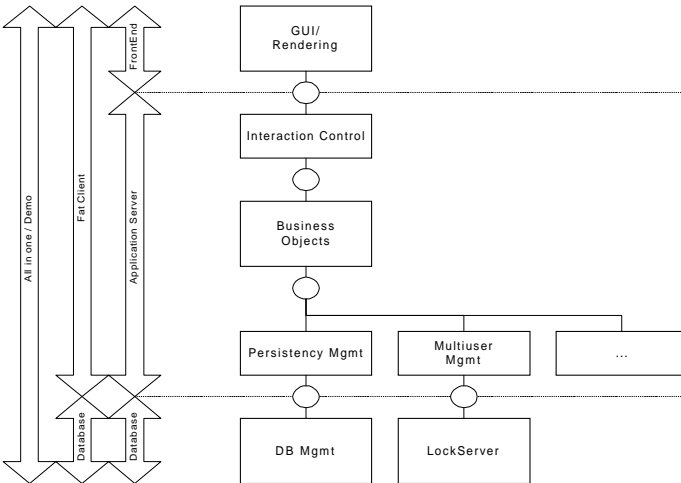 All in one / Demo
Fat Client
Database
FrontEnd
Application Server
Database
GUI/
Rendering
Interaction Control
Business
Objects
Persistency Mgmt
Multiuser
Mgmt
...
DB Mgmt
LockServer